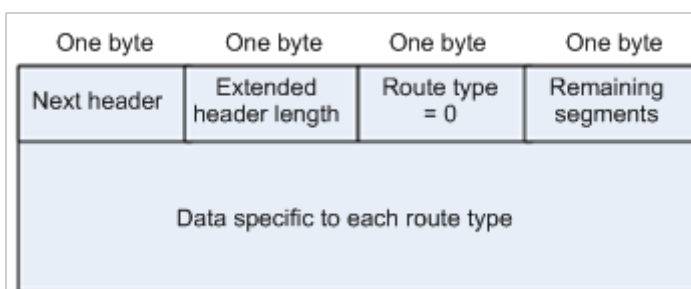 One byte One byte One byte One byte
Next header Extended header length Route type = 0 Remaining segments
Data specific to each route type